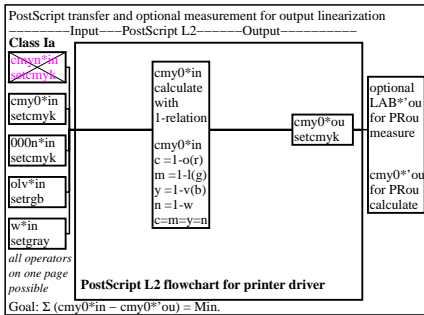 PostScript transfer and optional measurement for output linearization
––––––––Input–––PostScript L2––––––Output––––––––––
Class Ia
cmyn*in
setcmyk
cmy0*in
setcmyk
000n*in
setcmyk
olv*in
setrgb
w*in
setgray
all operators
on one page
possible
cmy0*in
calculate
with
1-relation
cmy0*in
c =1-o(r)
m =1-l(g)
y =1-v(b)
n =1-w
c=m=y=n
cmy0*ou
setcmyk
optional
LAB*'ou
for PRou
measure
cmy0*'ou
for PRou
calculate
PostScript L2 flowchart for printer driver
Goal: Σ (cmy0*in − cmy0*'ou) = Min.